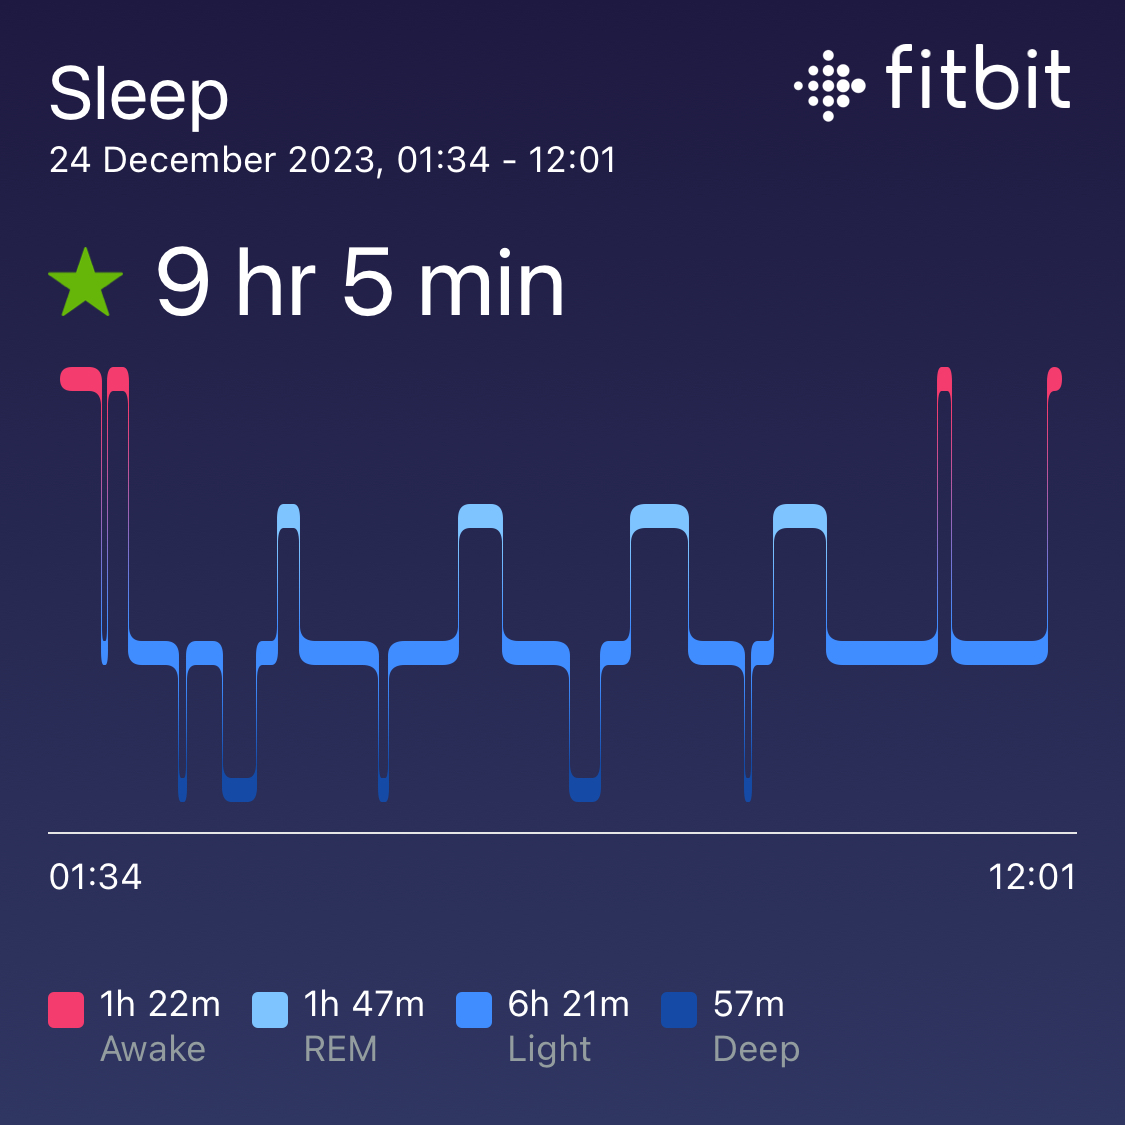 Sleep
fitbit
24 December 2023, 01:34 - 12:01
9 hr 5 min
01:34
12:01
1h 22m
Awake
1h 47m
REM
6h 21m
Light
57m
Deep